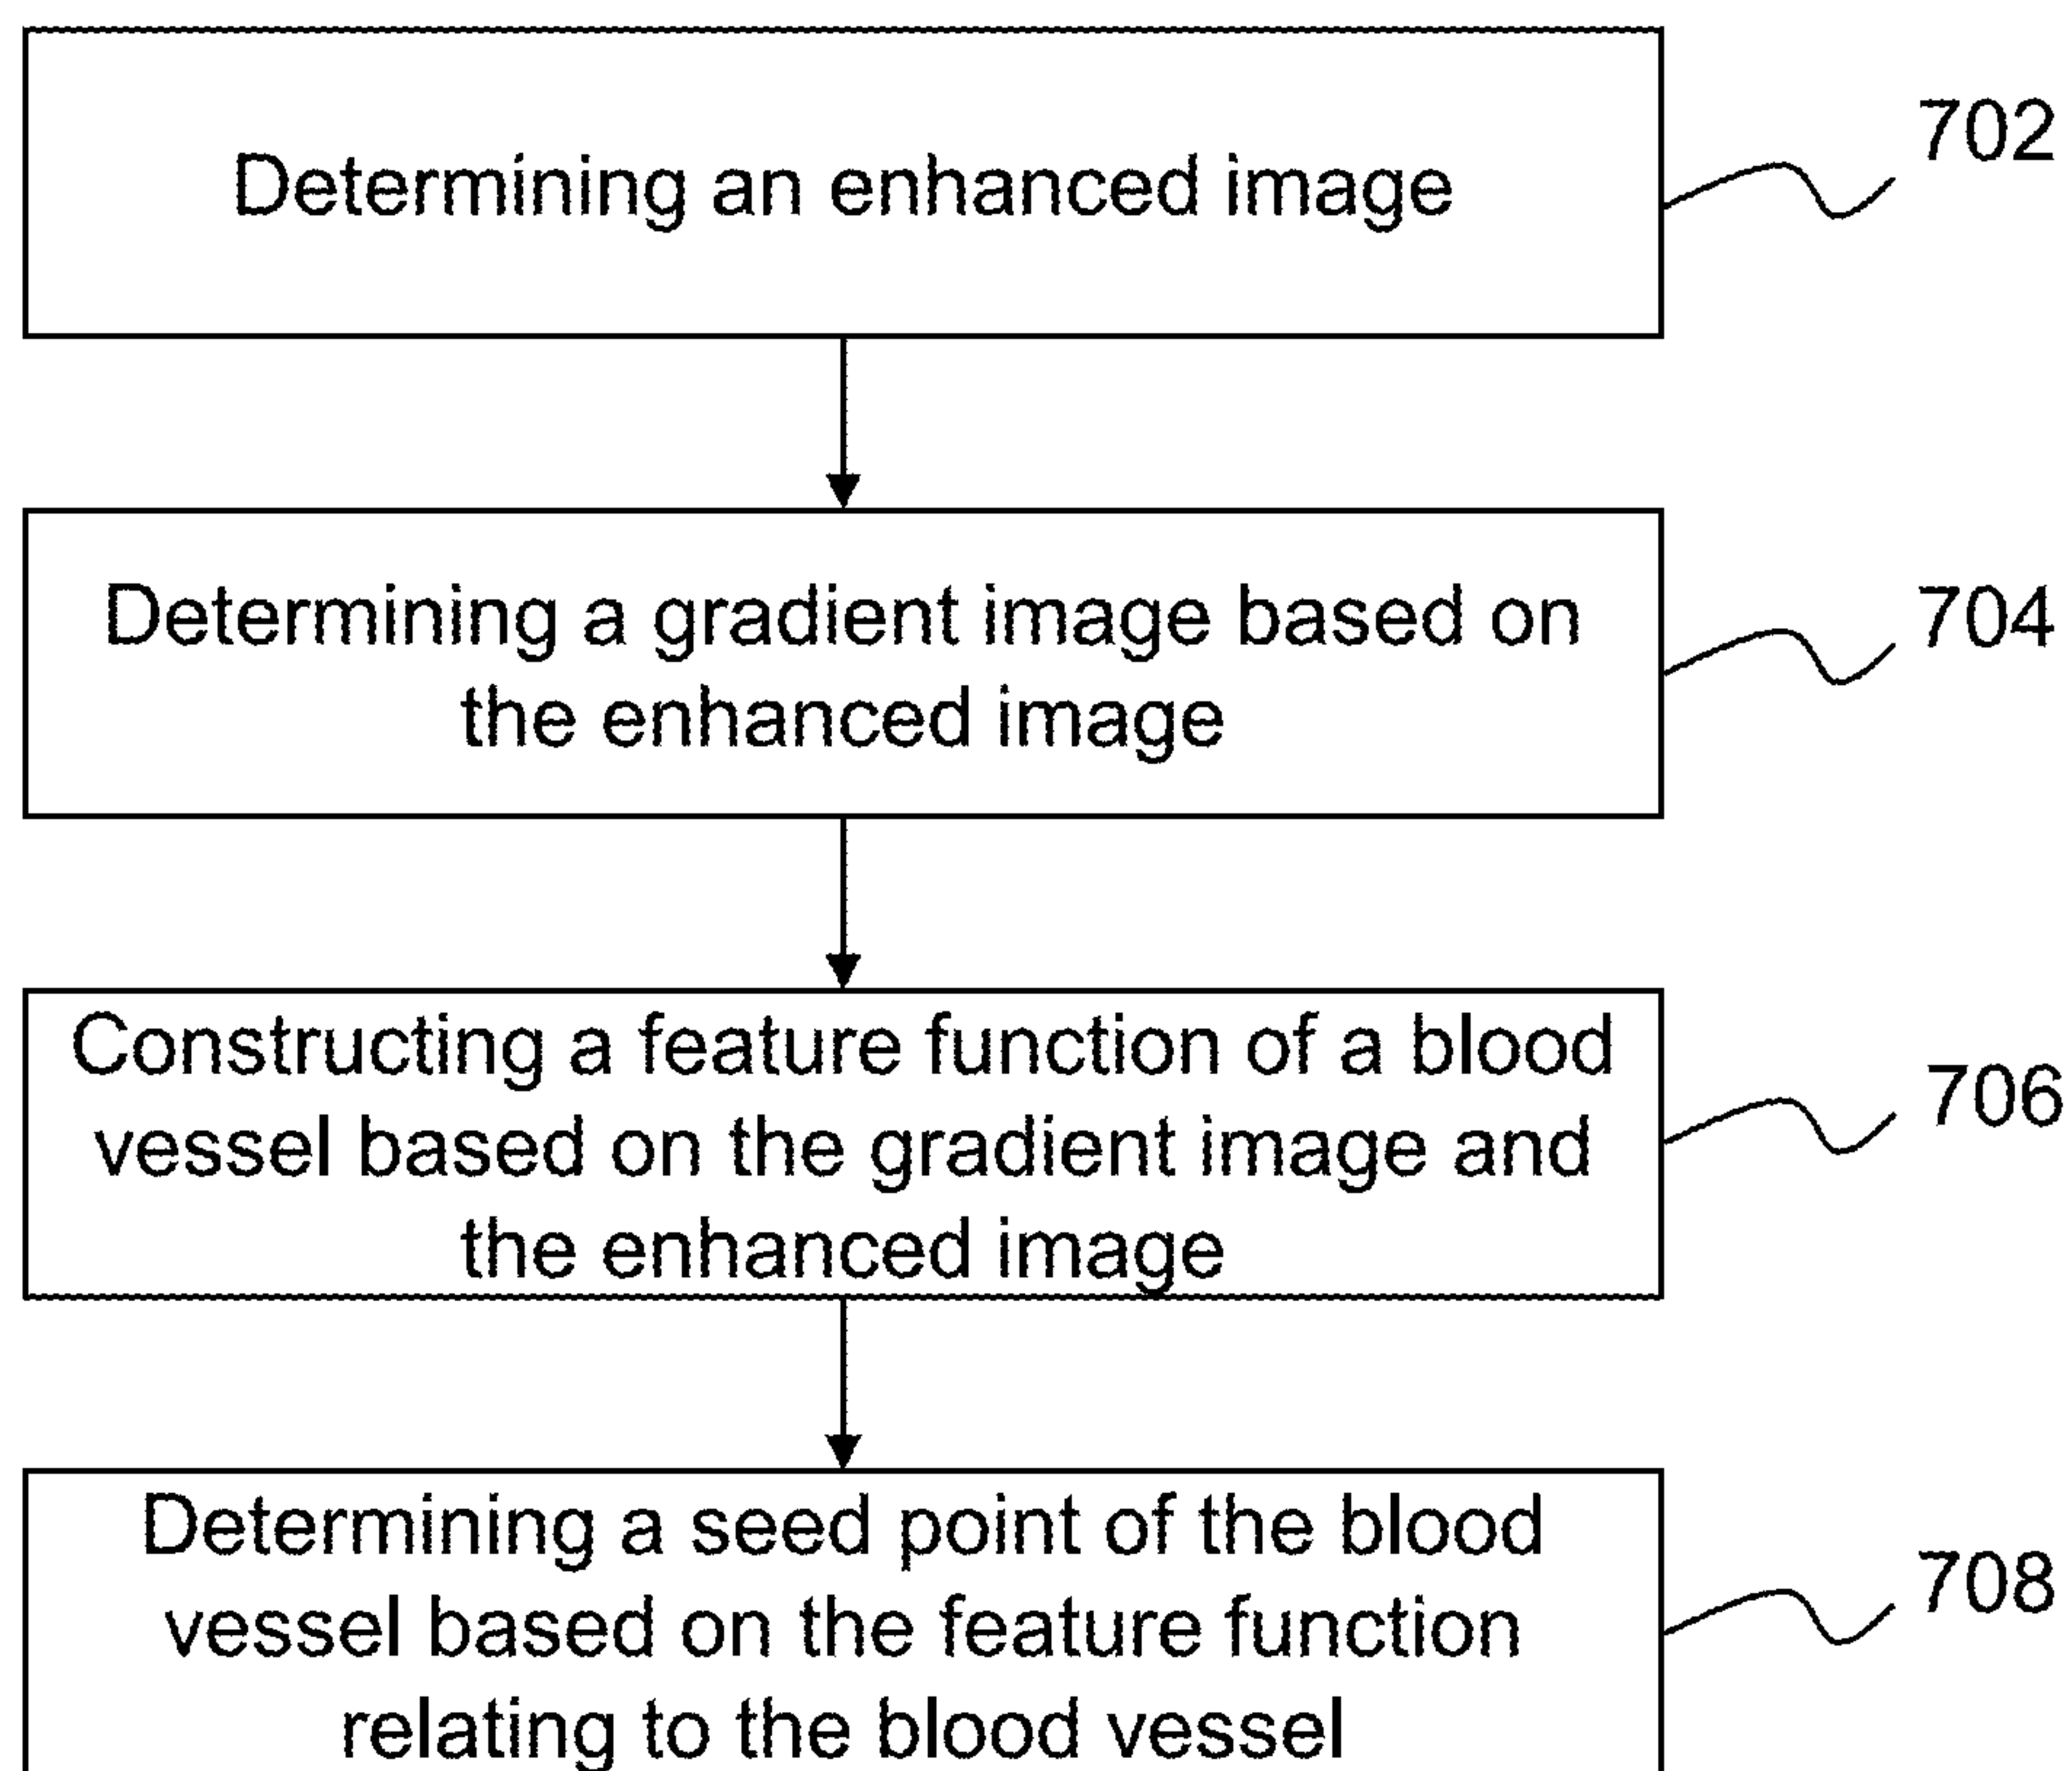 Determining an enhanced image
702
Determining a gradient image based on
the enhanced image
704
Constructing a feature function of a blood
vessel based on the gradient image and
the enhanced image
706
Determining a seed point of the blood
vessel based on the feature function
relating to the blood vessel
708